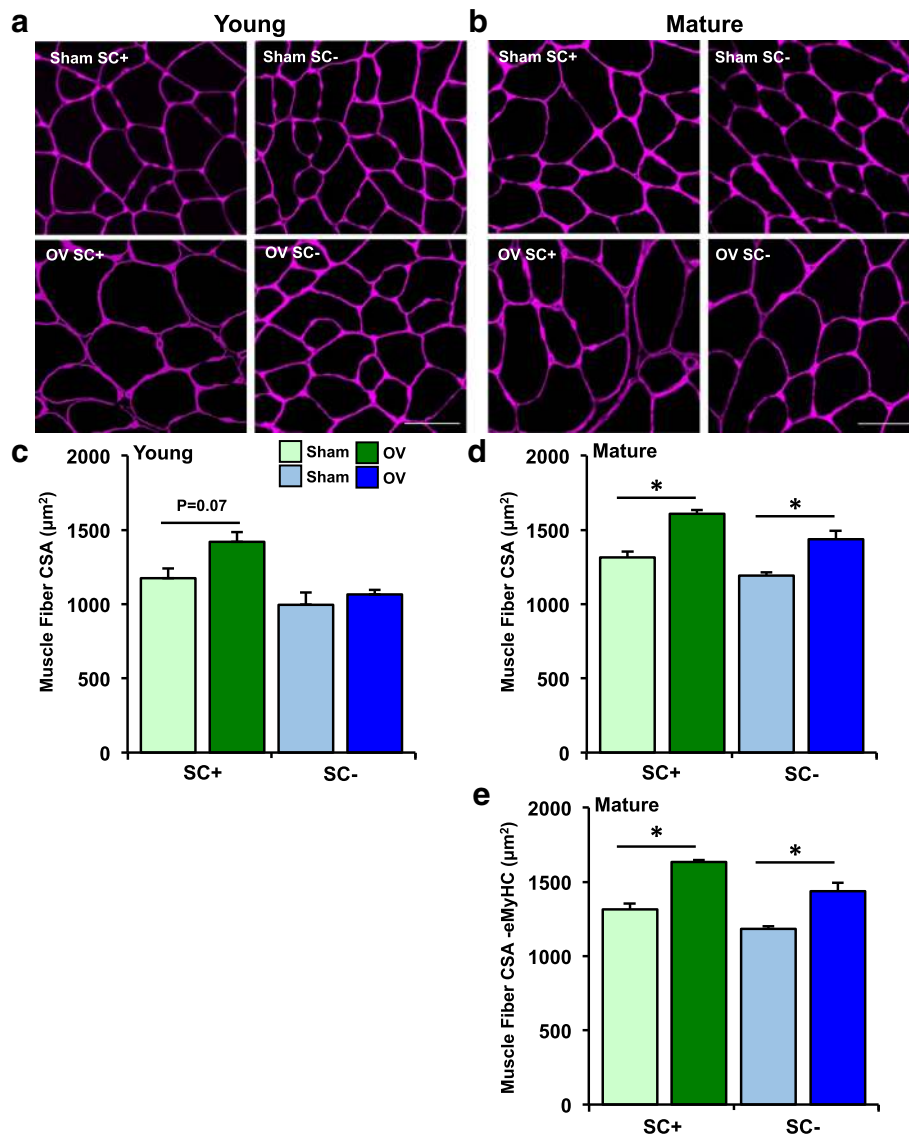 a Young b Mature
Sham SC+ Sham SC- Sham SC+ Sham SC-
OV SC+ OV SC- OV SC+ OV SC-
c Young
Sham OV
Sham OV
P=0.07
Muscle Fiber CSA (µm²)
2000
1500
1000
500
0
SC+ SC-
d Mature
* *
Muscle Fiber CSA (µm²)
2000
1500
1000
500
0
SC+ SC-
e Mature
* *
Muscle Fiber CSA -eMyHC (µm²)
2000
1500
1000
500
0
SC+ SC-